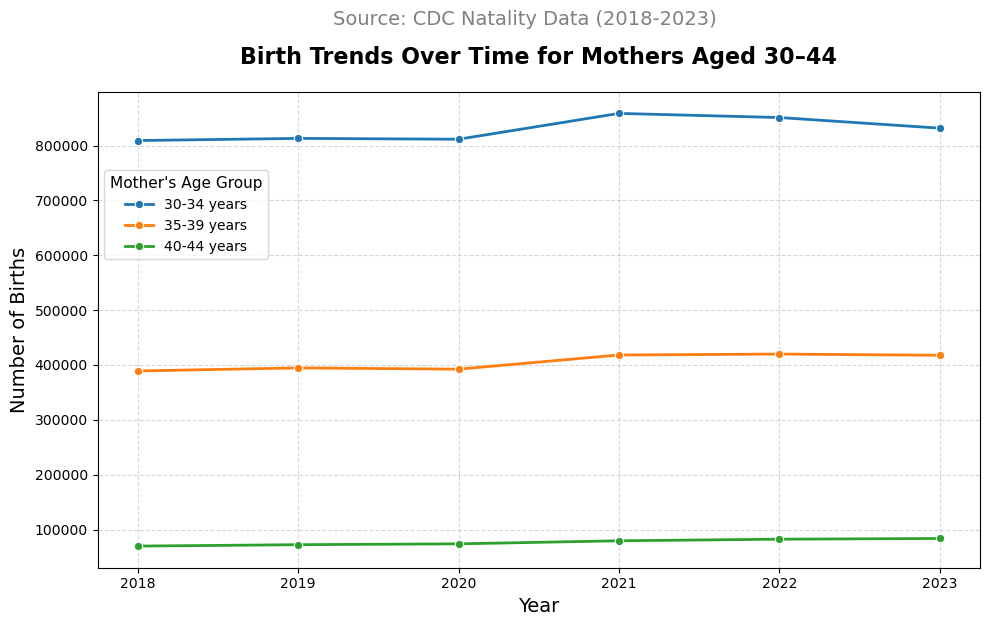 Source: CDC Natality Data (2018-2023)
Birth Trends Over Time for Mothers Aged 30–44
800000
700000
600000
500000
400000
300000
200000
100000
Number of Births
Mother's Age Group
30-34 years
35-39 years
40-44 years
2018 2019 2020 2021 2022 2023
Year